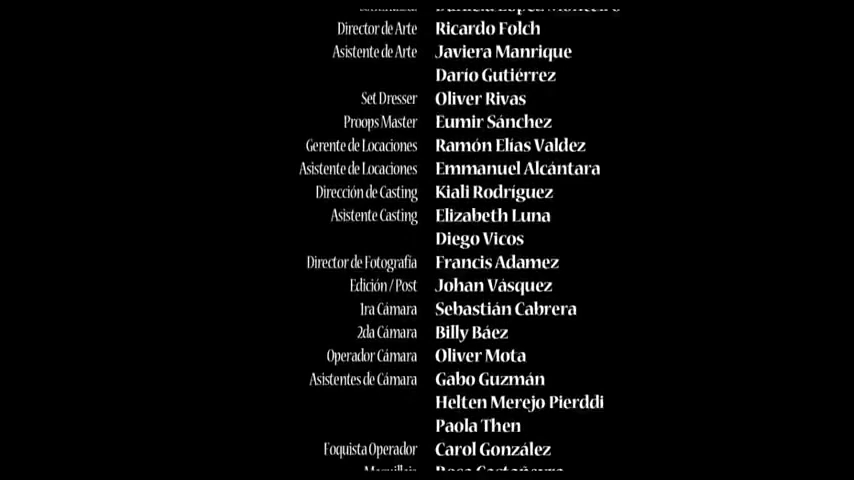 Director de Arte Ricardo Folch
Asistente de Arte Javiera Manrique
Darío Gutiérrez
Set Dresser Oliver Rivas
Proops Master Eumir Sánchez
Gerente de Locaciones Ramón Elías Valdez
Asistente de Locaciones Emmanuel Alcántara
Dirección de Casting Kiali Rodríguez
Asistente Casting Elizabeth Luna
Diego Vicos
Director de Fotografía Francis Adamez
Edición / Post Johan Vásquez
1ra Cámara Sebastián Cabrera
2da Cámara Billy Báez
Operador Cámara Oliver Mota
Asistentes de Cámara Gabo Guzmán
Helten Merejo Pierddi
Paola Then
Foquista Operador Carol González